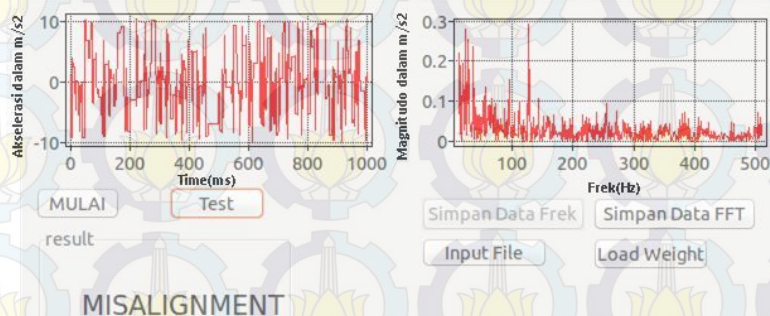 Akselerasi dalam m/s2
10
0
-10
0 200 400 600 800 1000
Time(ms)
Magnitudo dalam m/s2
0.3
0.2
0.1
0
100 200 300 400 500
Frek(Hz)
MULAI
Test
Simpan Data Frek
Simpan Data FFT
Input File
Load Weight
result
MISALIGNMENT